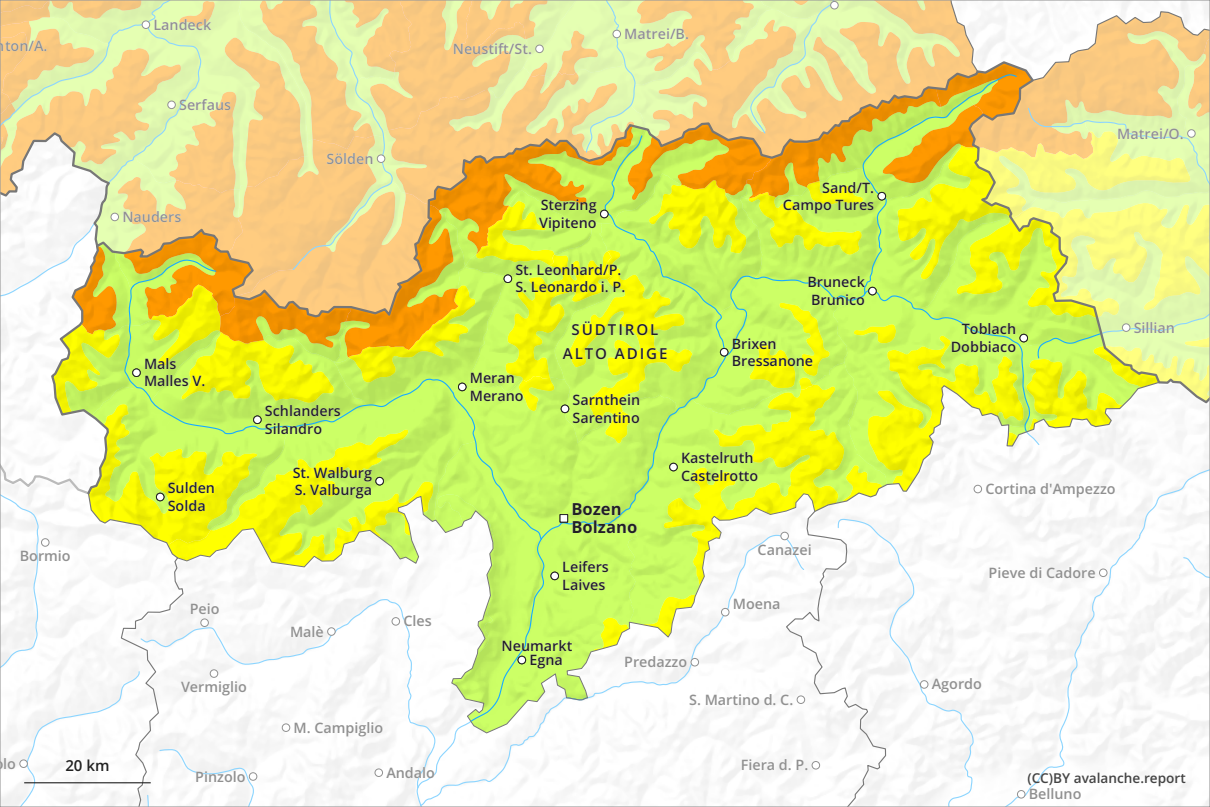 Landeck
Matrei/B.
Neustift/St.
Serfaus
Matrei/O.
Sölden
Sand/T.
Campo Tures
Nauders
Sterzing
Vipiteno
St. Leonhard/P.
S. Leonardo i. P.
Bruneck
Brunico
SÜDTIROL
ALTO ADIGE
Toblach
Dobbiaco
Sillian
Brixen
Bressanone
Mals
Malles V.
Meran
Merano
Schlanders
Silandro
Sarnthein
Sarentino
Kastelruth
Castelrotto
St. Walburg
S. Valburga
Sulden
Solda
Cortina d'Ampezzo
Bozen
Bolzano
Bormio
Canazei
Leifers
Laives
Pieve di Cadore
Peio
Moena
Malè
Cles
Neumarkt
Egna
Predazzo
Vermiglio
Agordo
S. Martino d. C.
M. Campiglio
20 km
Fiera d. P.
Pinzolo
Andalo
(CC)BY avalanche.report
Belluno